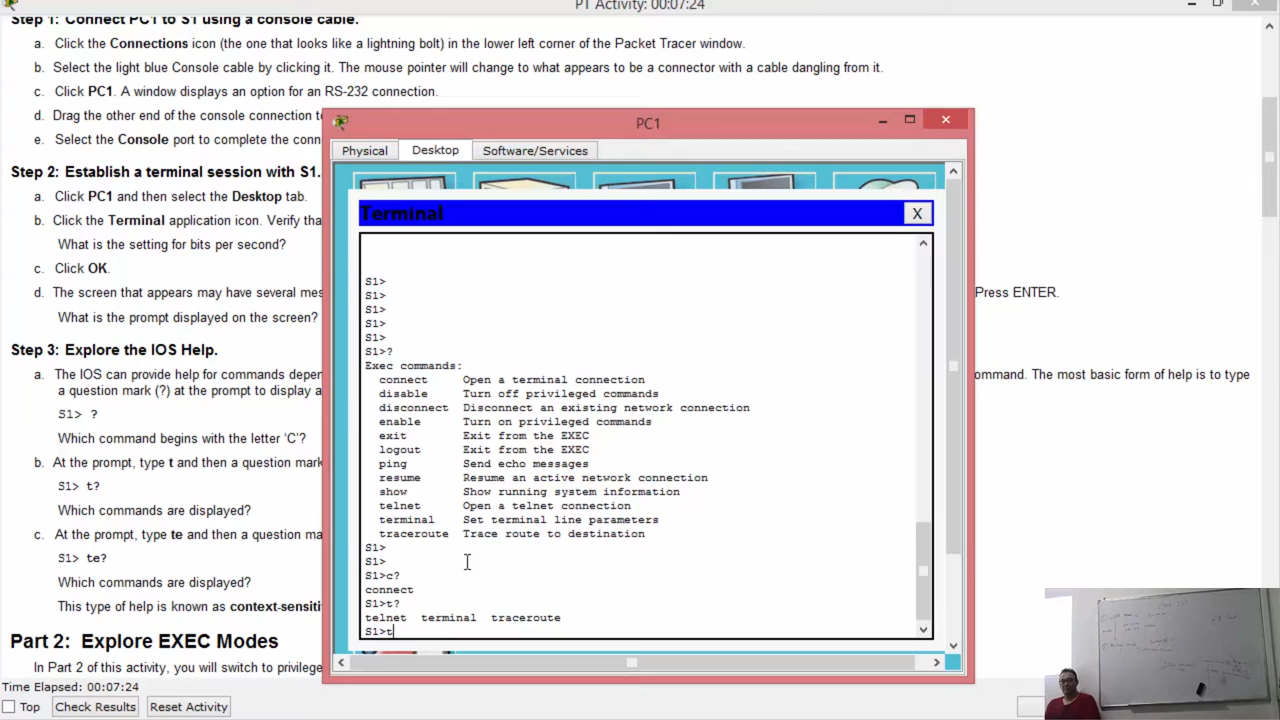 PT Activity: 00:07:24
Step 1: Connect PC1 to S1 using a console cable.
a. Click the Connections icon (the one that looks like a lightning bolt) in the lower left corner of the Packet Tracer window.
b. Select the light blue Console cable by clicking it. The mouse pointer will change to what appears to be a connector with a cable dangling from it.
c. Click PC1. A window displays an option for an RS-232 connection.
d. Drag the other end of the console connection t
e. Select the Console port to complete the conn
Step 2: Establish a terminal session with S1.
a. Click PC1 and then select the Desktop tab.
b. Click the Terminal application icon. Verify tha
What is the setting for bits per second?
c. Click OK.
d. The screen that appears may have several mes
Press ENTER.
What is the prompt displayed on the screen?
Step 3: Explore the IOS Help.
a. The IOS can provide help for commands depen
ommand. The most basic form of help is to type
a question mark (?) at the prompt to display a
S1> ?
Which command begins with the letter ‘C’?
b. At the prompt, type t and then a question mark
S1> t?
Which commands are displayed?
c. At the prompt, type te and then a question ma
S1> te?
Which commands are displayed?
This type of help is known as context-sensiti
Part 2: Explore EXEC Modes
In Part 2 of this activity, you will switch to privilege
Time Elapsed: 00:07:24
Top Check Results Reset Activity
PC1
Physical Desktop Software/Services
Terminal X
S1>
S1>
S1>
S1>
S1>
S1>?
Exec commands:
connect Open a terminal connection
disable Turn off privileged commands
disconnect Disconnect an existing network connection
enable Turn on privileged commands
exit Exit from the EXEC
logout Exit from the EXEC
ping Send echo messages
resume Resume an active network connection
show Show running system information
telnet Open a telnet connection
terminal Set terminal line parameters
traceroute Trace route to destination
S1>
S1>
S1>c?
connect
S1>t?
telnet terminal traceroute
S1>t